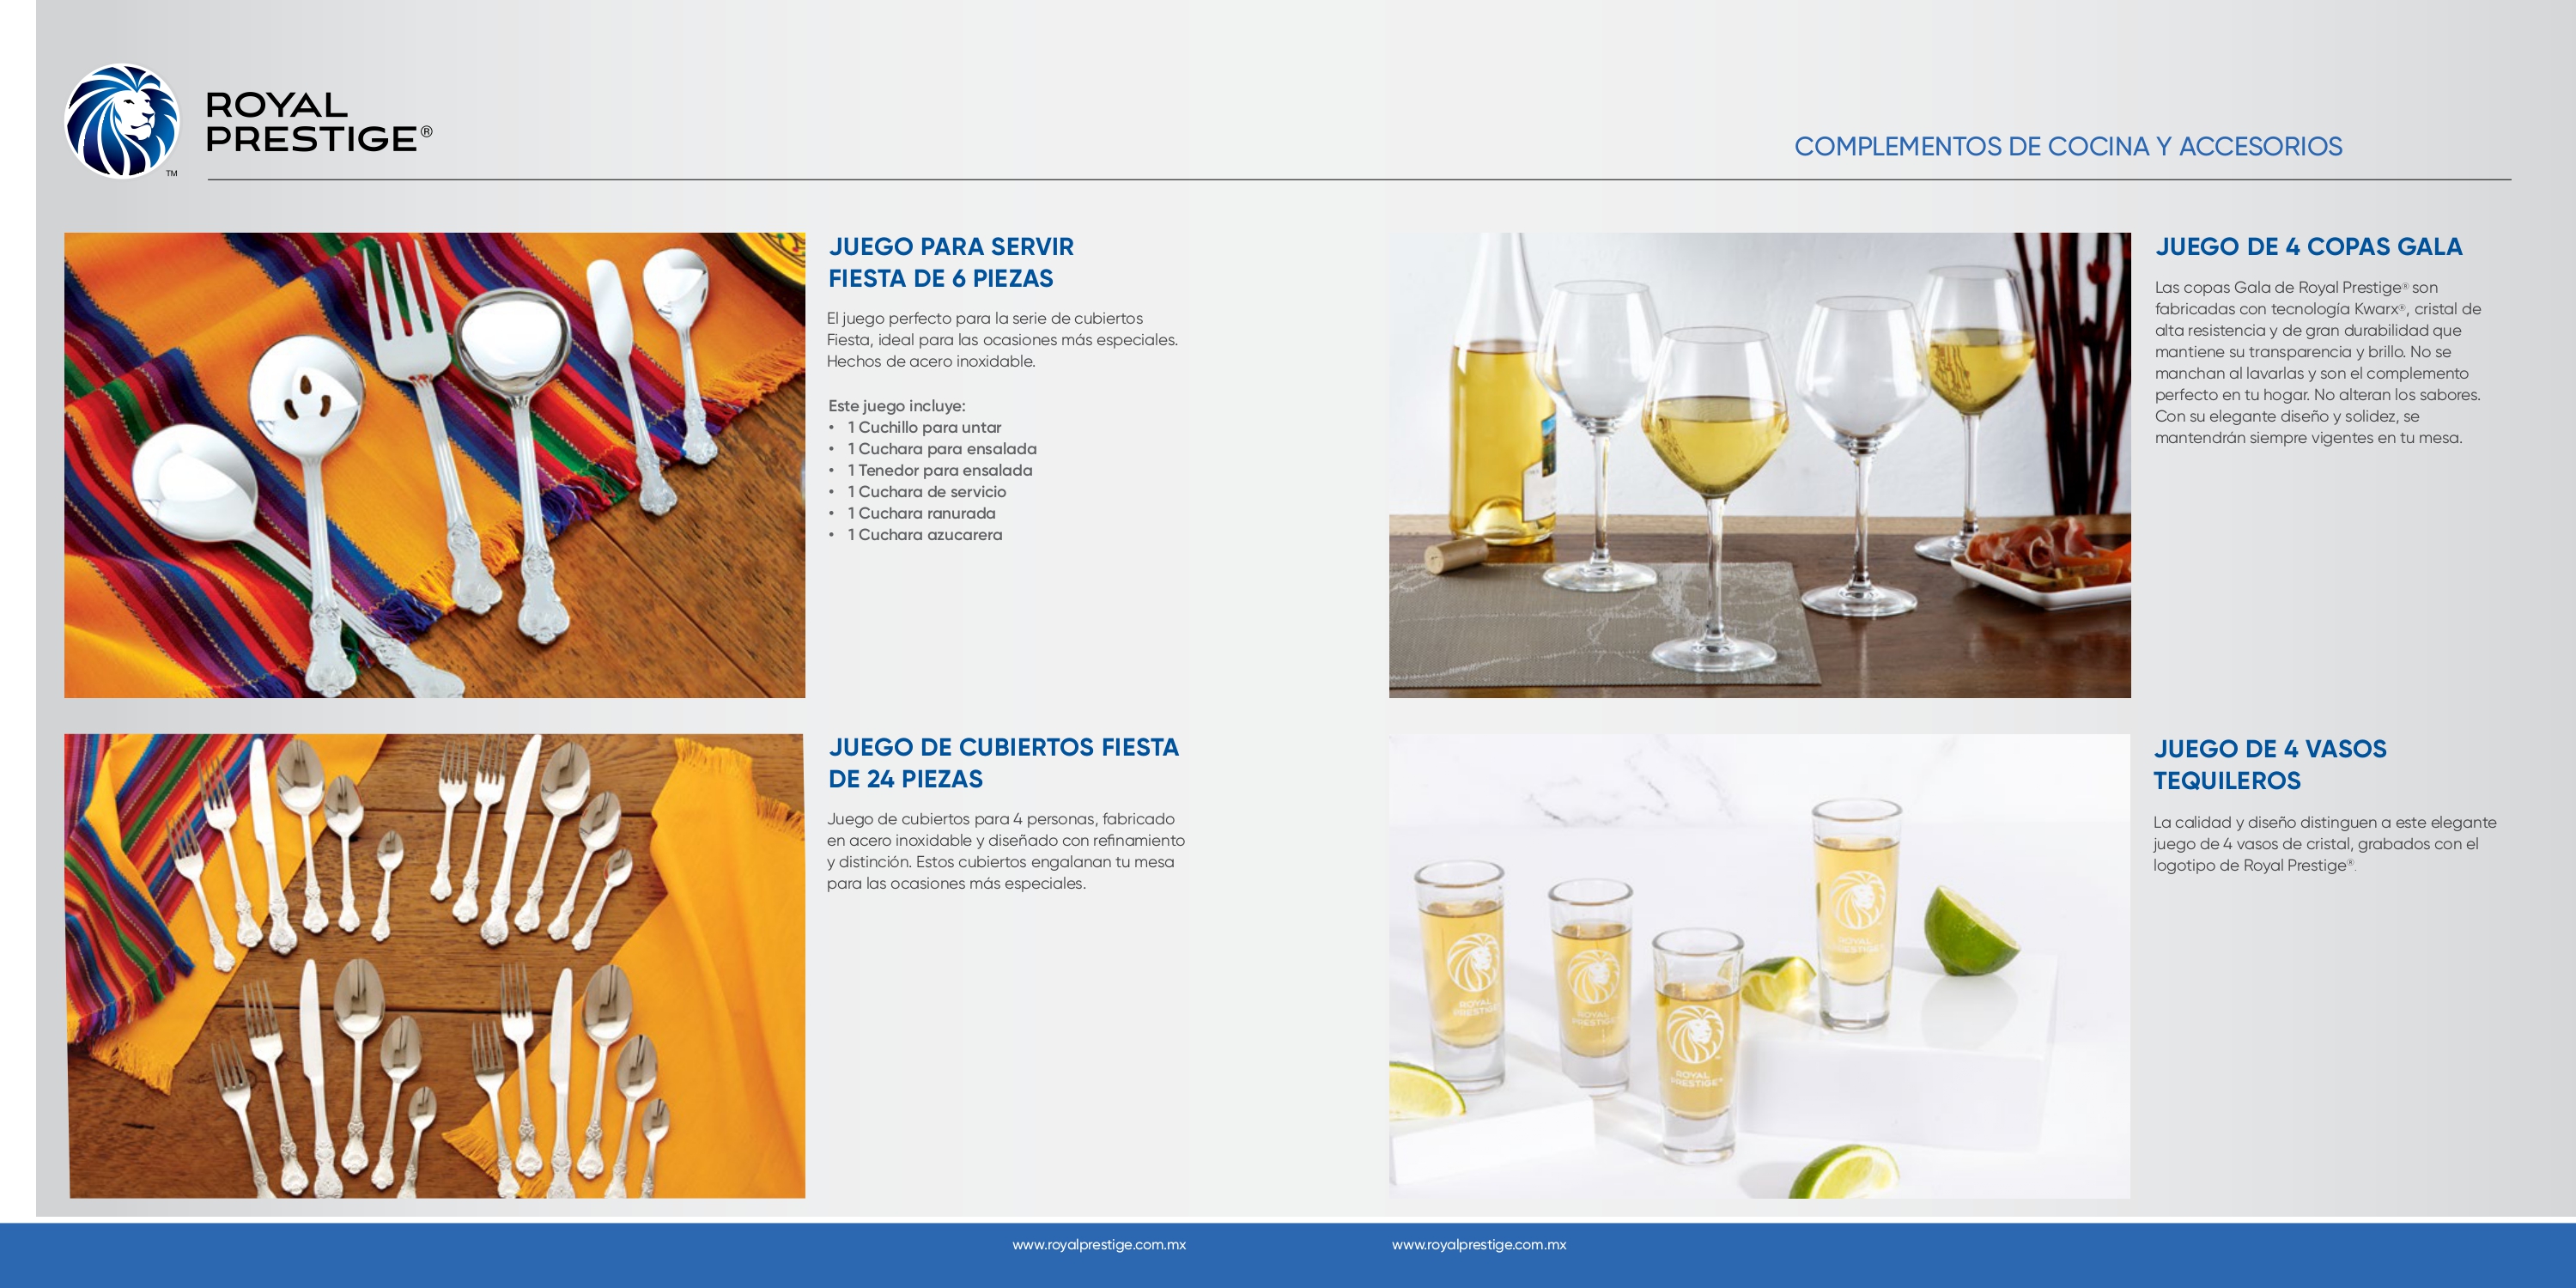 ROYAL
PRESTIGE®
TM
COMPLEMENTOS DE COCINA Y ACCESORIOS
JUEGO PARA SERVIR
FIESTA DE 6 PIEZAS
El juego perfecto para la serie de cubiertos
Fiesta, ideal para las ocasiones más especiales.
Hechos de acero inoxidable.
Este juego incluye:
• 1 Cuchillo para untar
• 1 Cuchara para ensalada
• 1 Tenedor para ensalada
• 1 Cuchara de servicio
• 1 Cuchara ranurada
• 1 Cuchara azucarera
JUEGO DE CUBIERTOS FIESTA
DE 24 PIEZAS
Juego de cubiertos para 4 personas, fabricado
en acero inoxidable y diseñado con refinamiento
y distinción. Estos cubiertos engalanan tu mesa
para las ocasiones más especiales.
JUEGO DE 4 COPAS GALA
Las copas Gala de Royal Prestige® son
fabricadas con tecnología Kwarx®, cristal de
alta resistencia y de gran durabilidad que
mantiene su transparencia y brillo. No se
manchan al lavarlas y son el complemento
perfecto en tu hogar. No alteran los sabores.
Con su elegante diseño y solidez, se
mantendrán siempre vigentes en tu mesa.
JUEGO DE 4 VASOS
TEQUILEROS
La calidad y diseño distinguen a este elegante
juego de 4 vasos de cristal, grabados con el
logotipo de Royal Prestige®.
ROYAL
PRESTIGE
ROYAL
PRESTIGE
ROYAL
PRESTIGE®
ROYAL
PRESTIGE
www.royalprestige.com.mx
www.royalprestige.com.mx